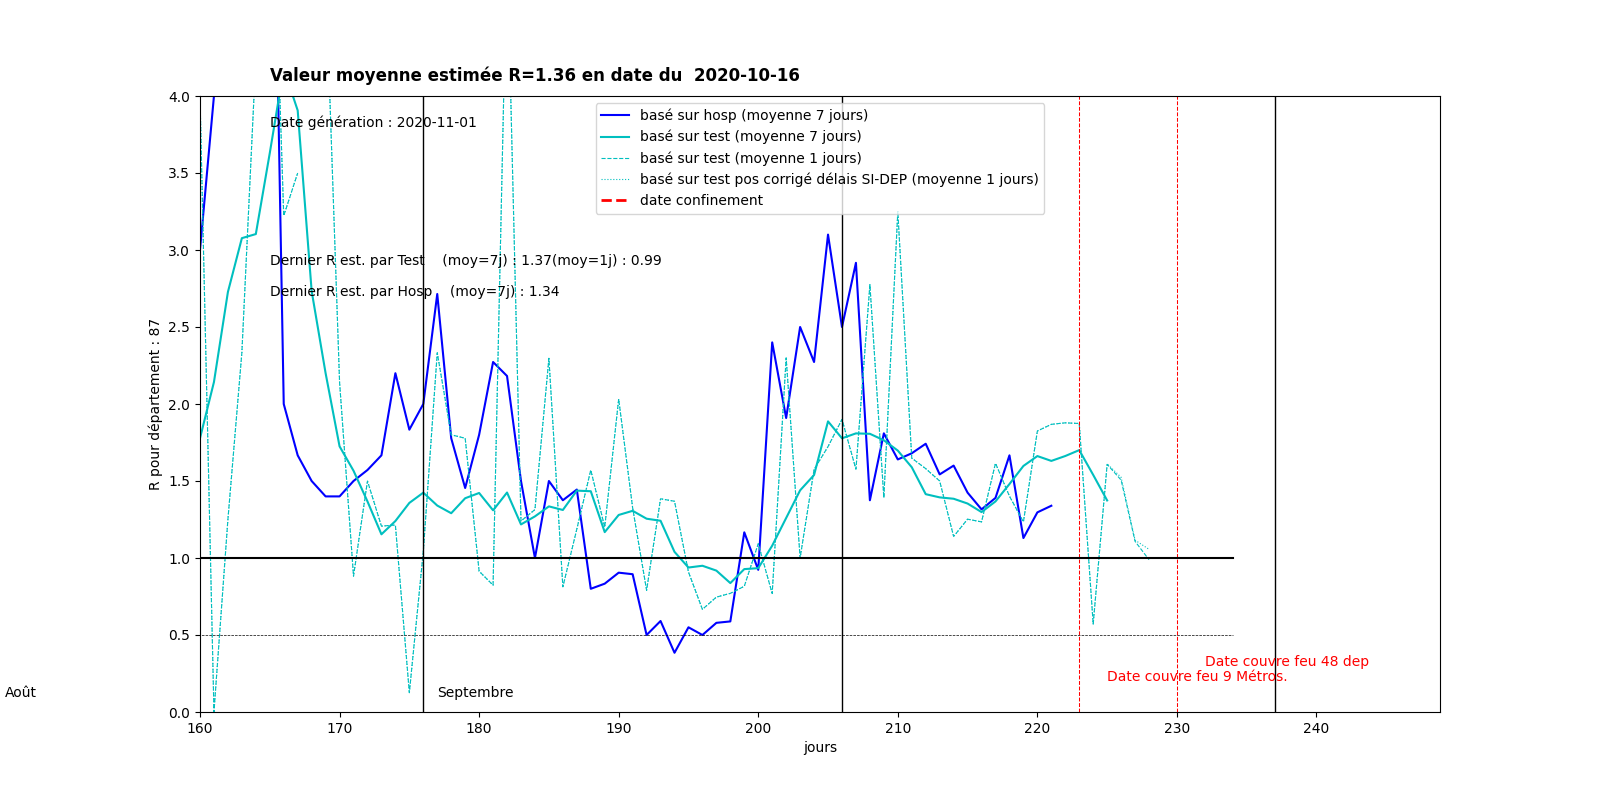 Valeur moyenne estimée R=1.36 en date du  2020-10-16
Date génération : 2020-11-01
basé sur hosp (moyenne 7 jours)
basé sur test (moyenne 7 jours)
basé sur test (moyenne 1 jours)
basé sur test pos corrigé délais SI-DEP (moyenne 1 jours)
date confinement
Dernier R est. par Test    (moy=7j) : 1.37(moy=1j) : 0.99
Dernier R est. par Hosp    (moy=7j) : 1.34
R pour département : 87
4.0
3.5
3.0
2.5
2.0
1.5
1.0
0.5
0.0
Date couvre feu 48 dep
Date couvre feu 9 Métros.
Août
Septembre
160 170 180 190 200 210 220 230 240
jours